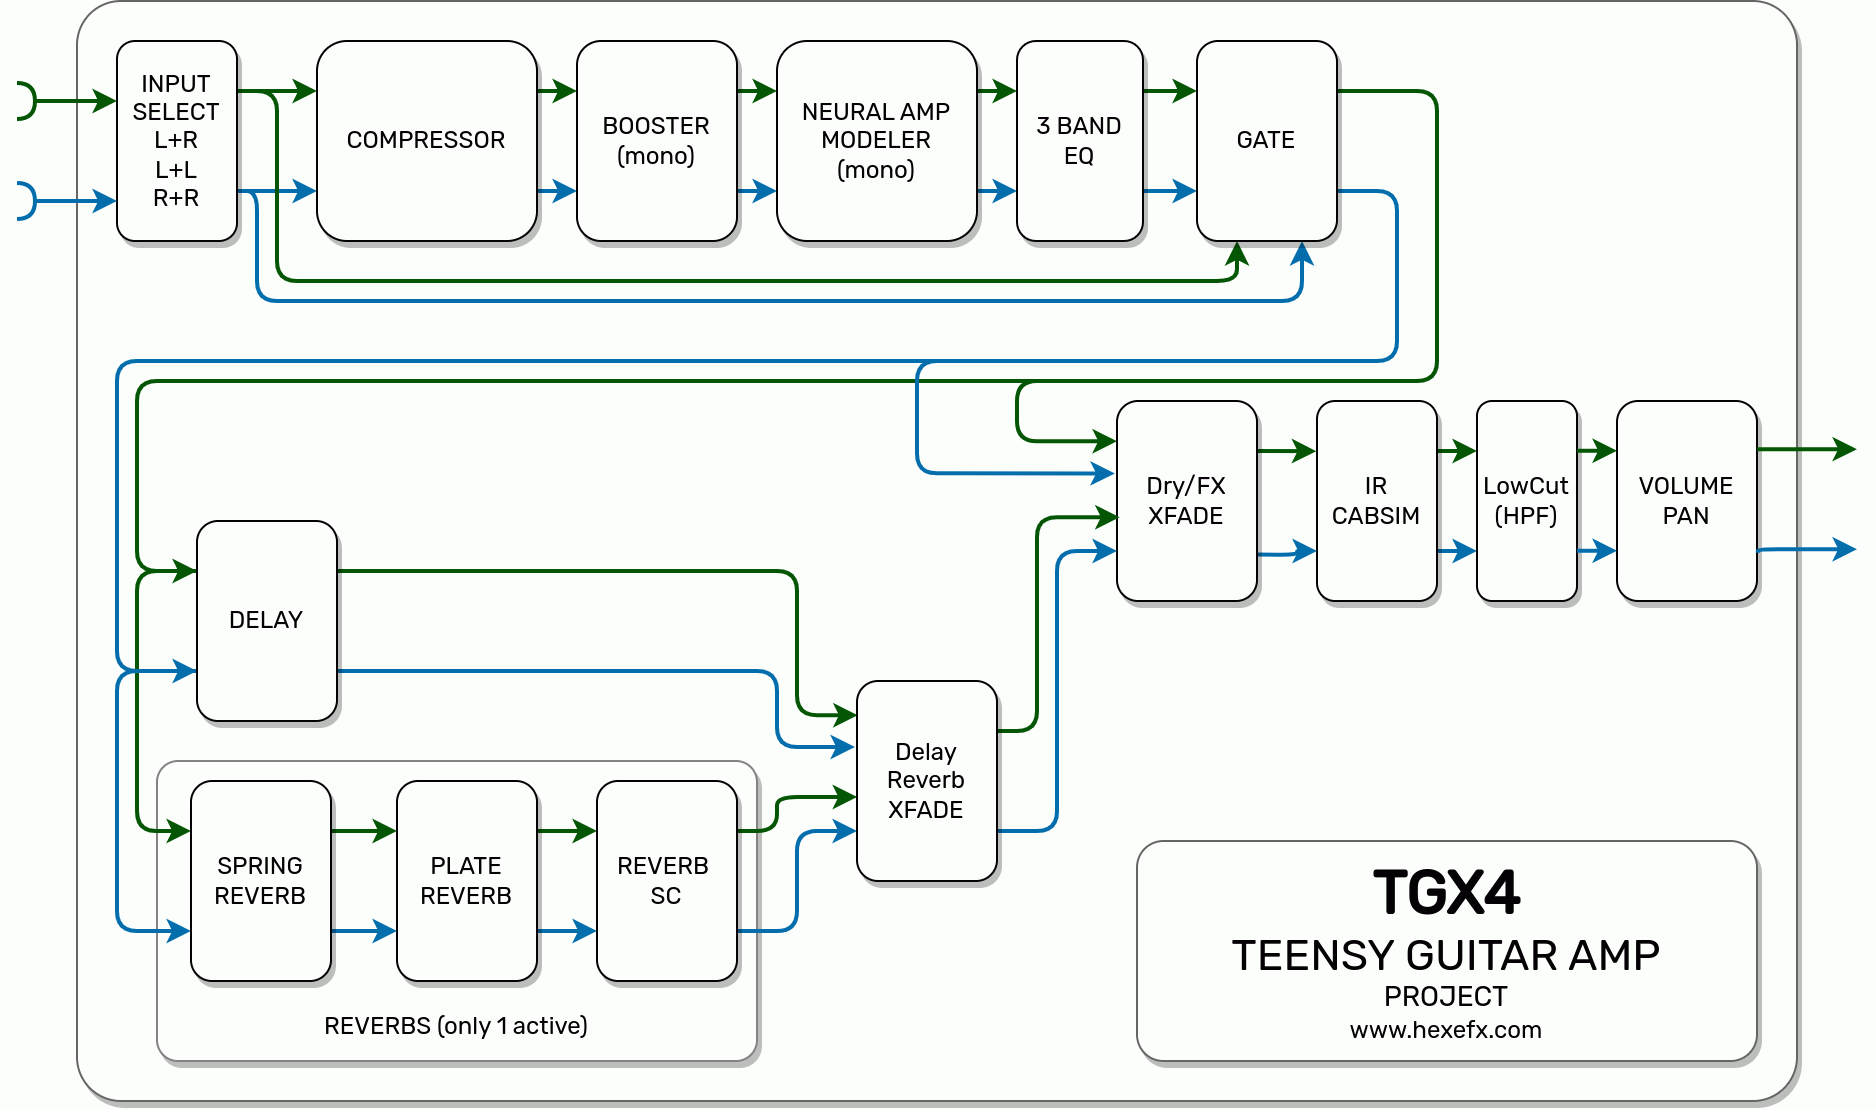 INPUT
SELECT
L+R
L+L
R+R
COMPRESSOR
BOOSTER
(mono)
NEURAL AMP
MODELER
(mono)
3 BAND
EQ
GATE
Dry/FX
XFADE
IR
CABSIM
LowCut
(HPF)
VOLUME
PAN
DELAY
Delay
Reverb
XFADE
SPRING
REVERB
PLATE
REVERB
REVERB
SC
REVERBS (only 1 active)
TGX4
TEENSY GUITAR AMP
PROJECT
www.hexefx.com